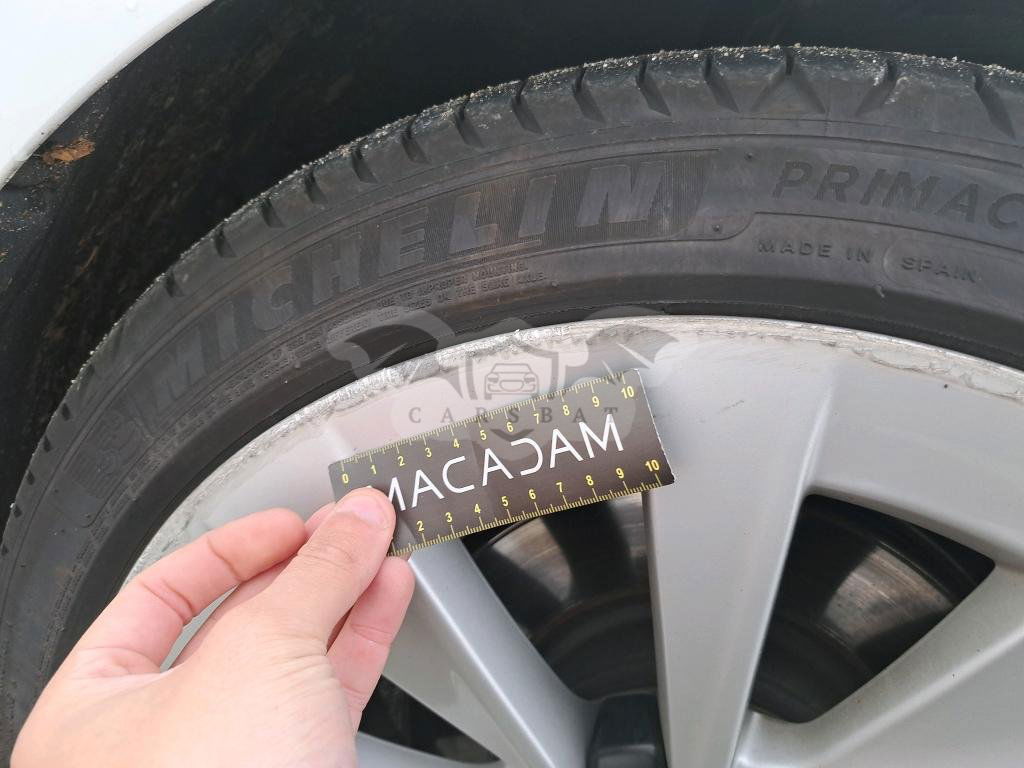 MICHELIN
PRIMAC
MADE IN SPAIN
CARSBAT
0 1 2 3 4 5 6 7 8 9 10
MACADAM
2 3 4 5 6 7 8 9 10